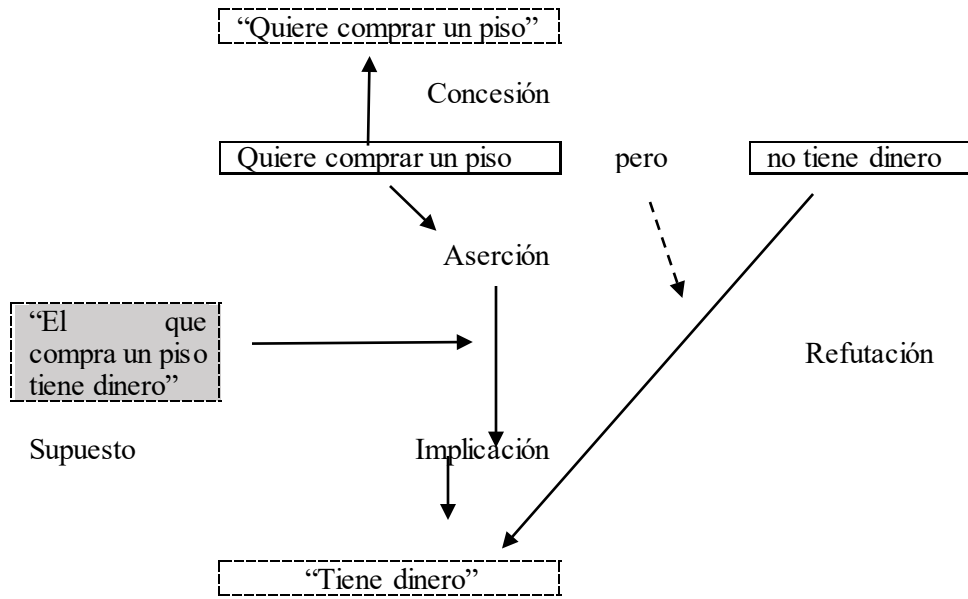 “Quiere comprar un piso”
Concesión
Quiere comprar un piso pero no tiene dinero
Aserción
“El que
compra un piso
tiene dinero”
Refutación
Supuesto Implicación
“Tiene dinero”